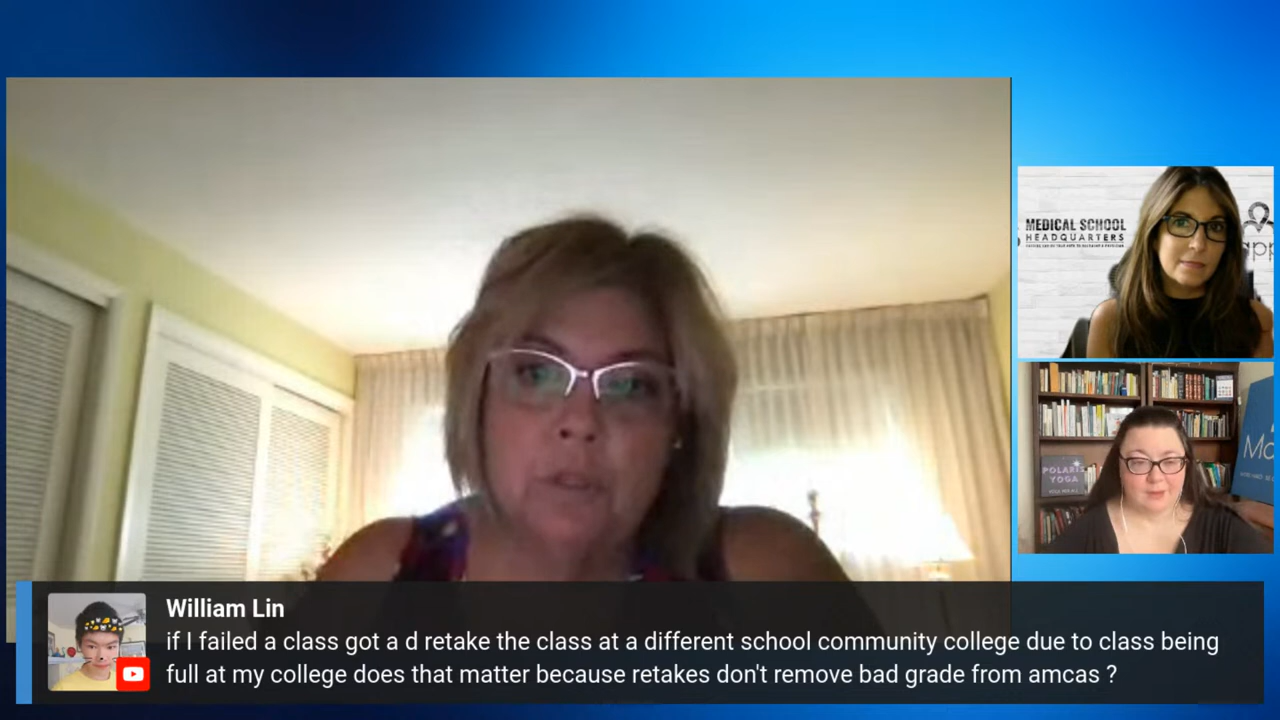 MEDICAL SCHOOL
HEADQUARTERS
app
POLARIS
YOGA
William Lin
if I failed a class got a d retake the class at a different school community college due to class being
full at my college does that matter because retakes don't remove bad grade from amcas ?